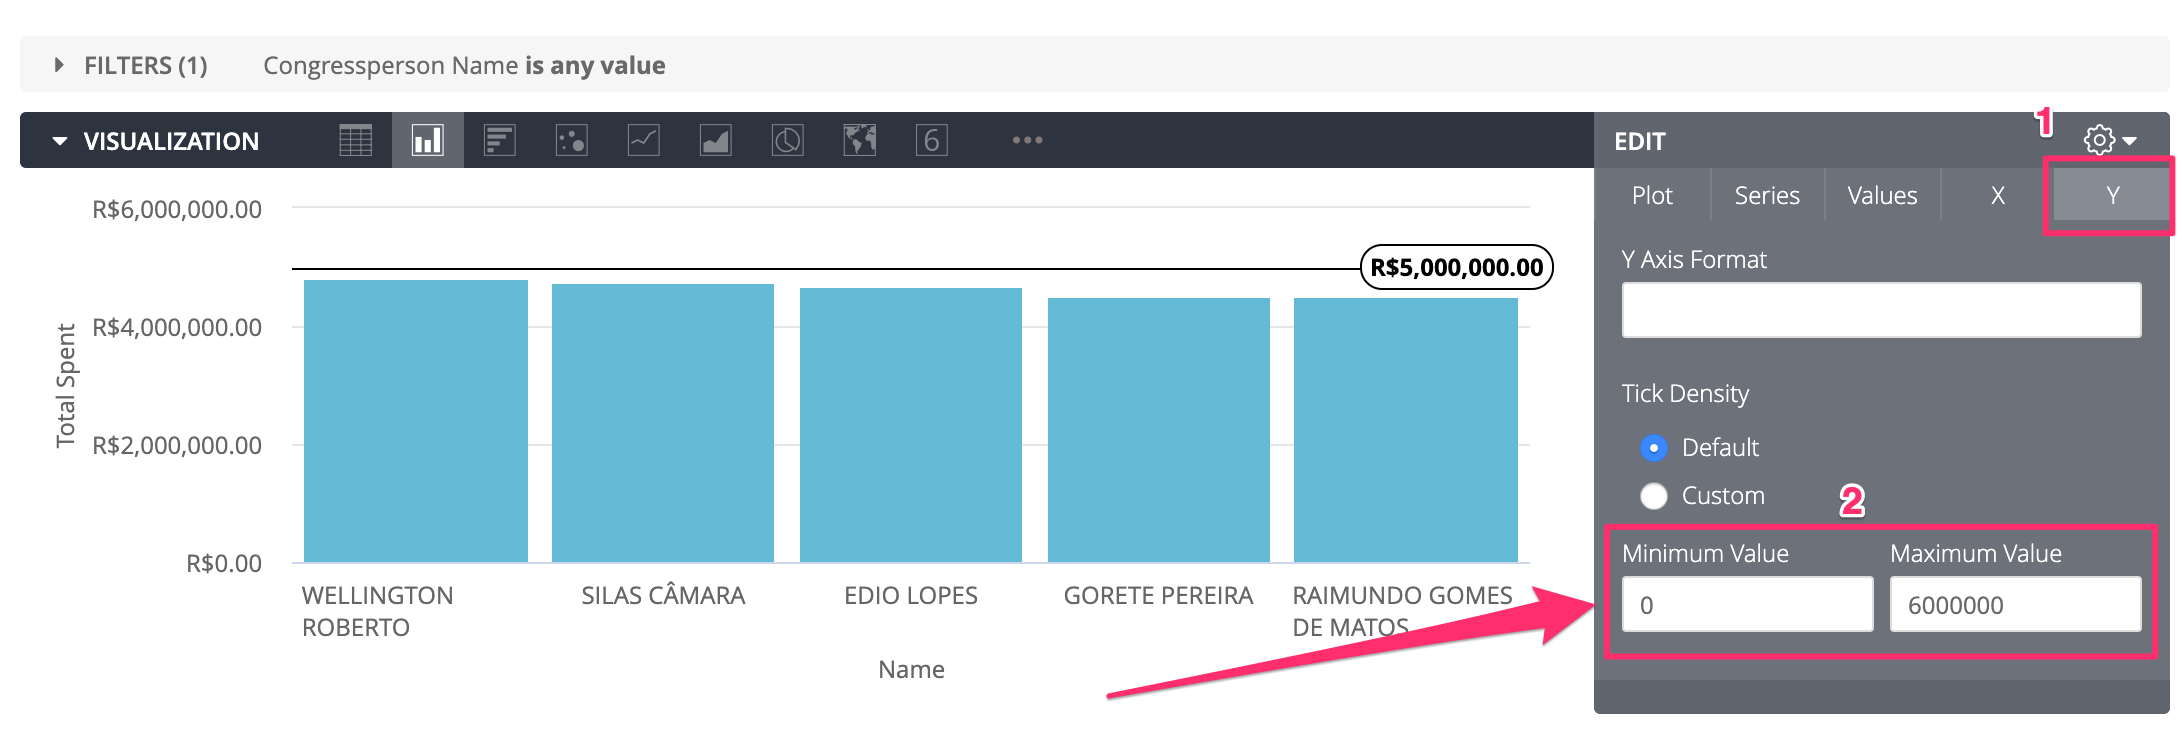 FILTERS (1) Congressperson Name is any value
1
VISUALIZATION 6 EDIT
Plot Series Values X Y
R$6,000,000.00
R$5,000,000.00
R$4,000,000.00
R$2,000,000.00
R$0.00
Total Spent
WELLINGTON ROBERTO
SILAS CÂMARA
EDIO LOPES
GORETE PEREIRA
RAIMUNDO GOMES DE MATOS
Name
Y Axis Format
Tick Density
Default
Custom
2
Minimum Value Maximum Value
0 6000000